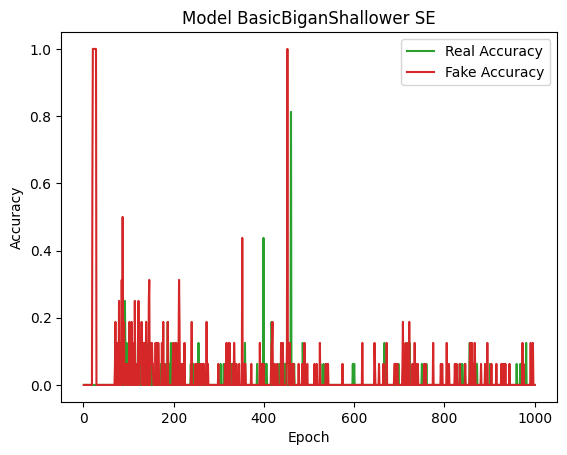 Model BasicBiganShallower SE
Real Accuracy
Fake Accuracy
Accuracy
1.0
0.8
0.6
0.4
0.2
0.0
0 200 400 600 800 1000
Epoch